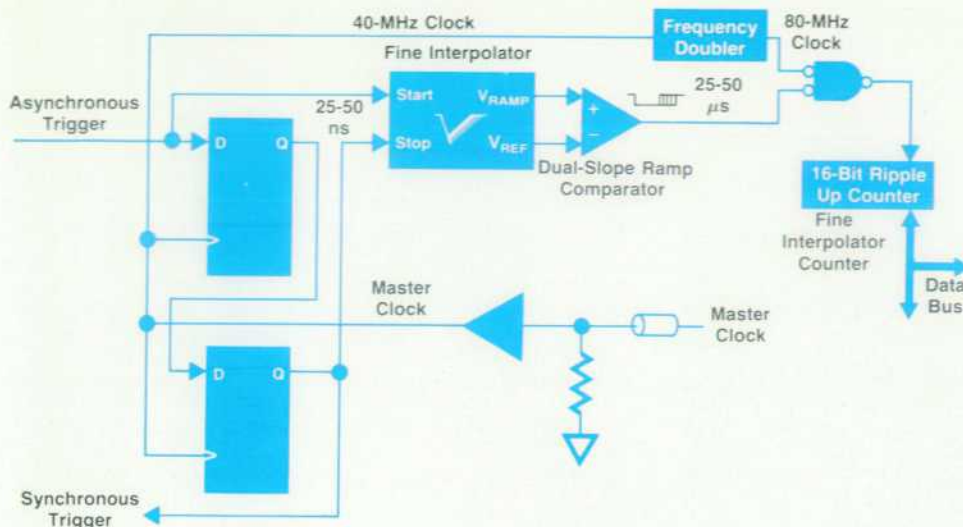 40-MHz Clock
Frequency
Doubler
80-MHz
Clock
Fine Interpolator
Asynchronous
Trigger
25-50
ns
Start
VRAMP
Stop
VREF
+
−
25-50
μs
Dual-Slope Ramp
Comparator
D
Q
16-Bit Ripple
Up Counter
Fine
Interpolator
Counter
Data
Bus
Master
Clock
Master
Clock
D
Q
Synchronous
Trigger